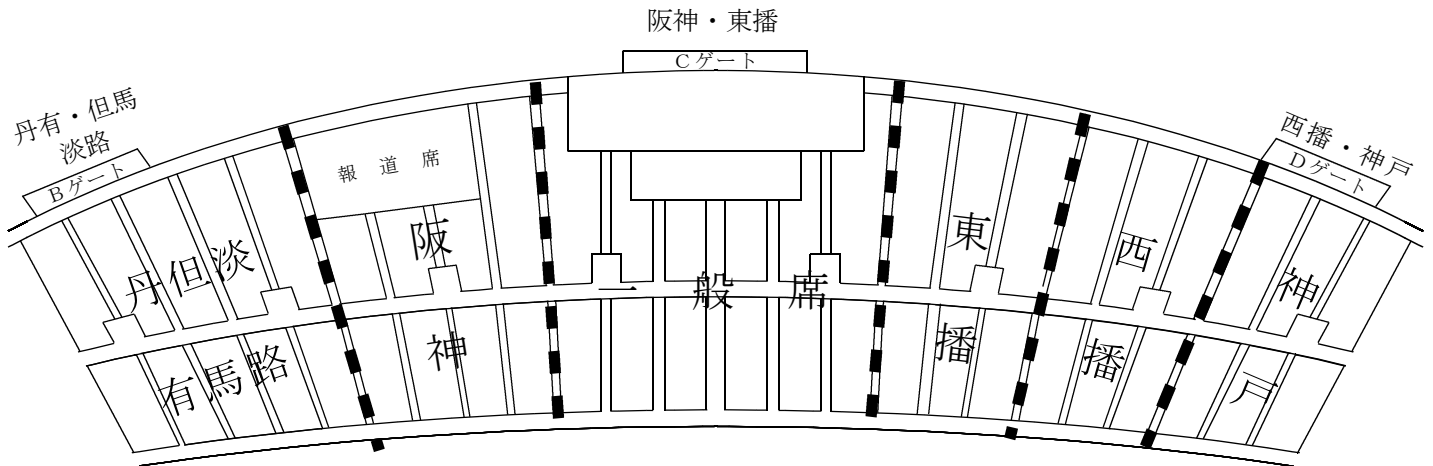 阪神・東播
Cゲート
丹有・但馬
淡路
Bゲート
西播・神戸
Dゲート
報道席
丹但淡
有馬路
阪
神
一般席
東
播
西
播
神
戸